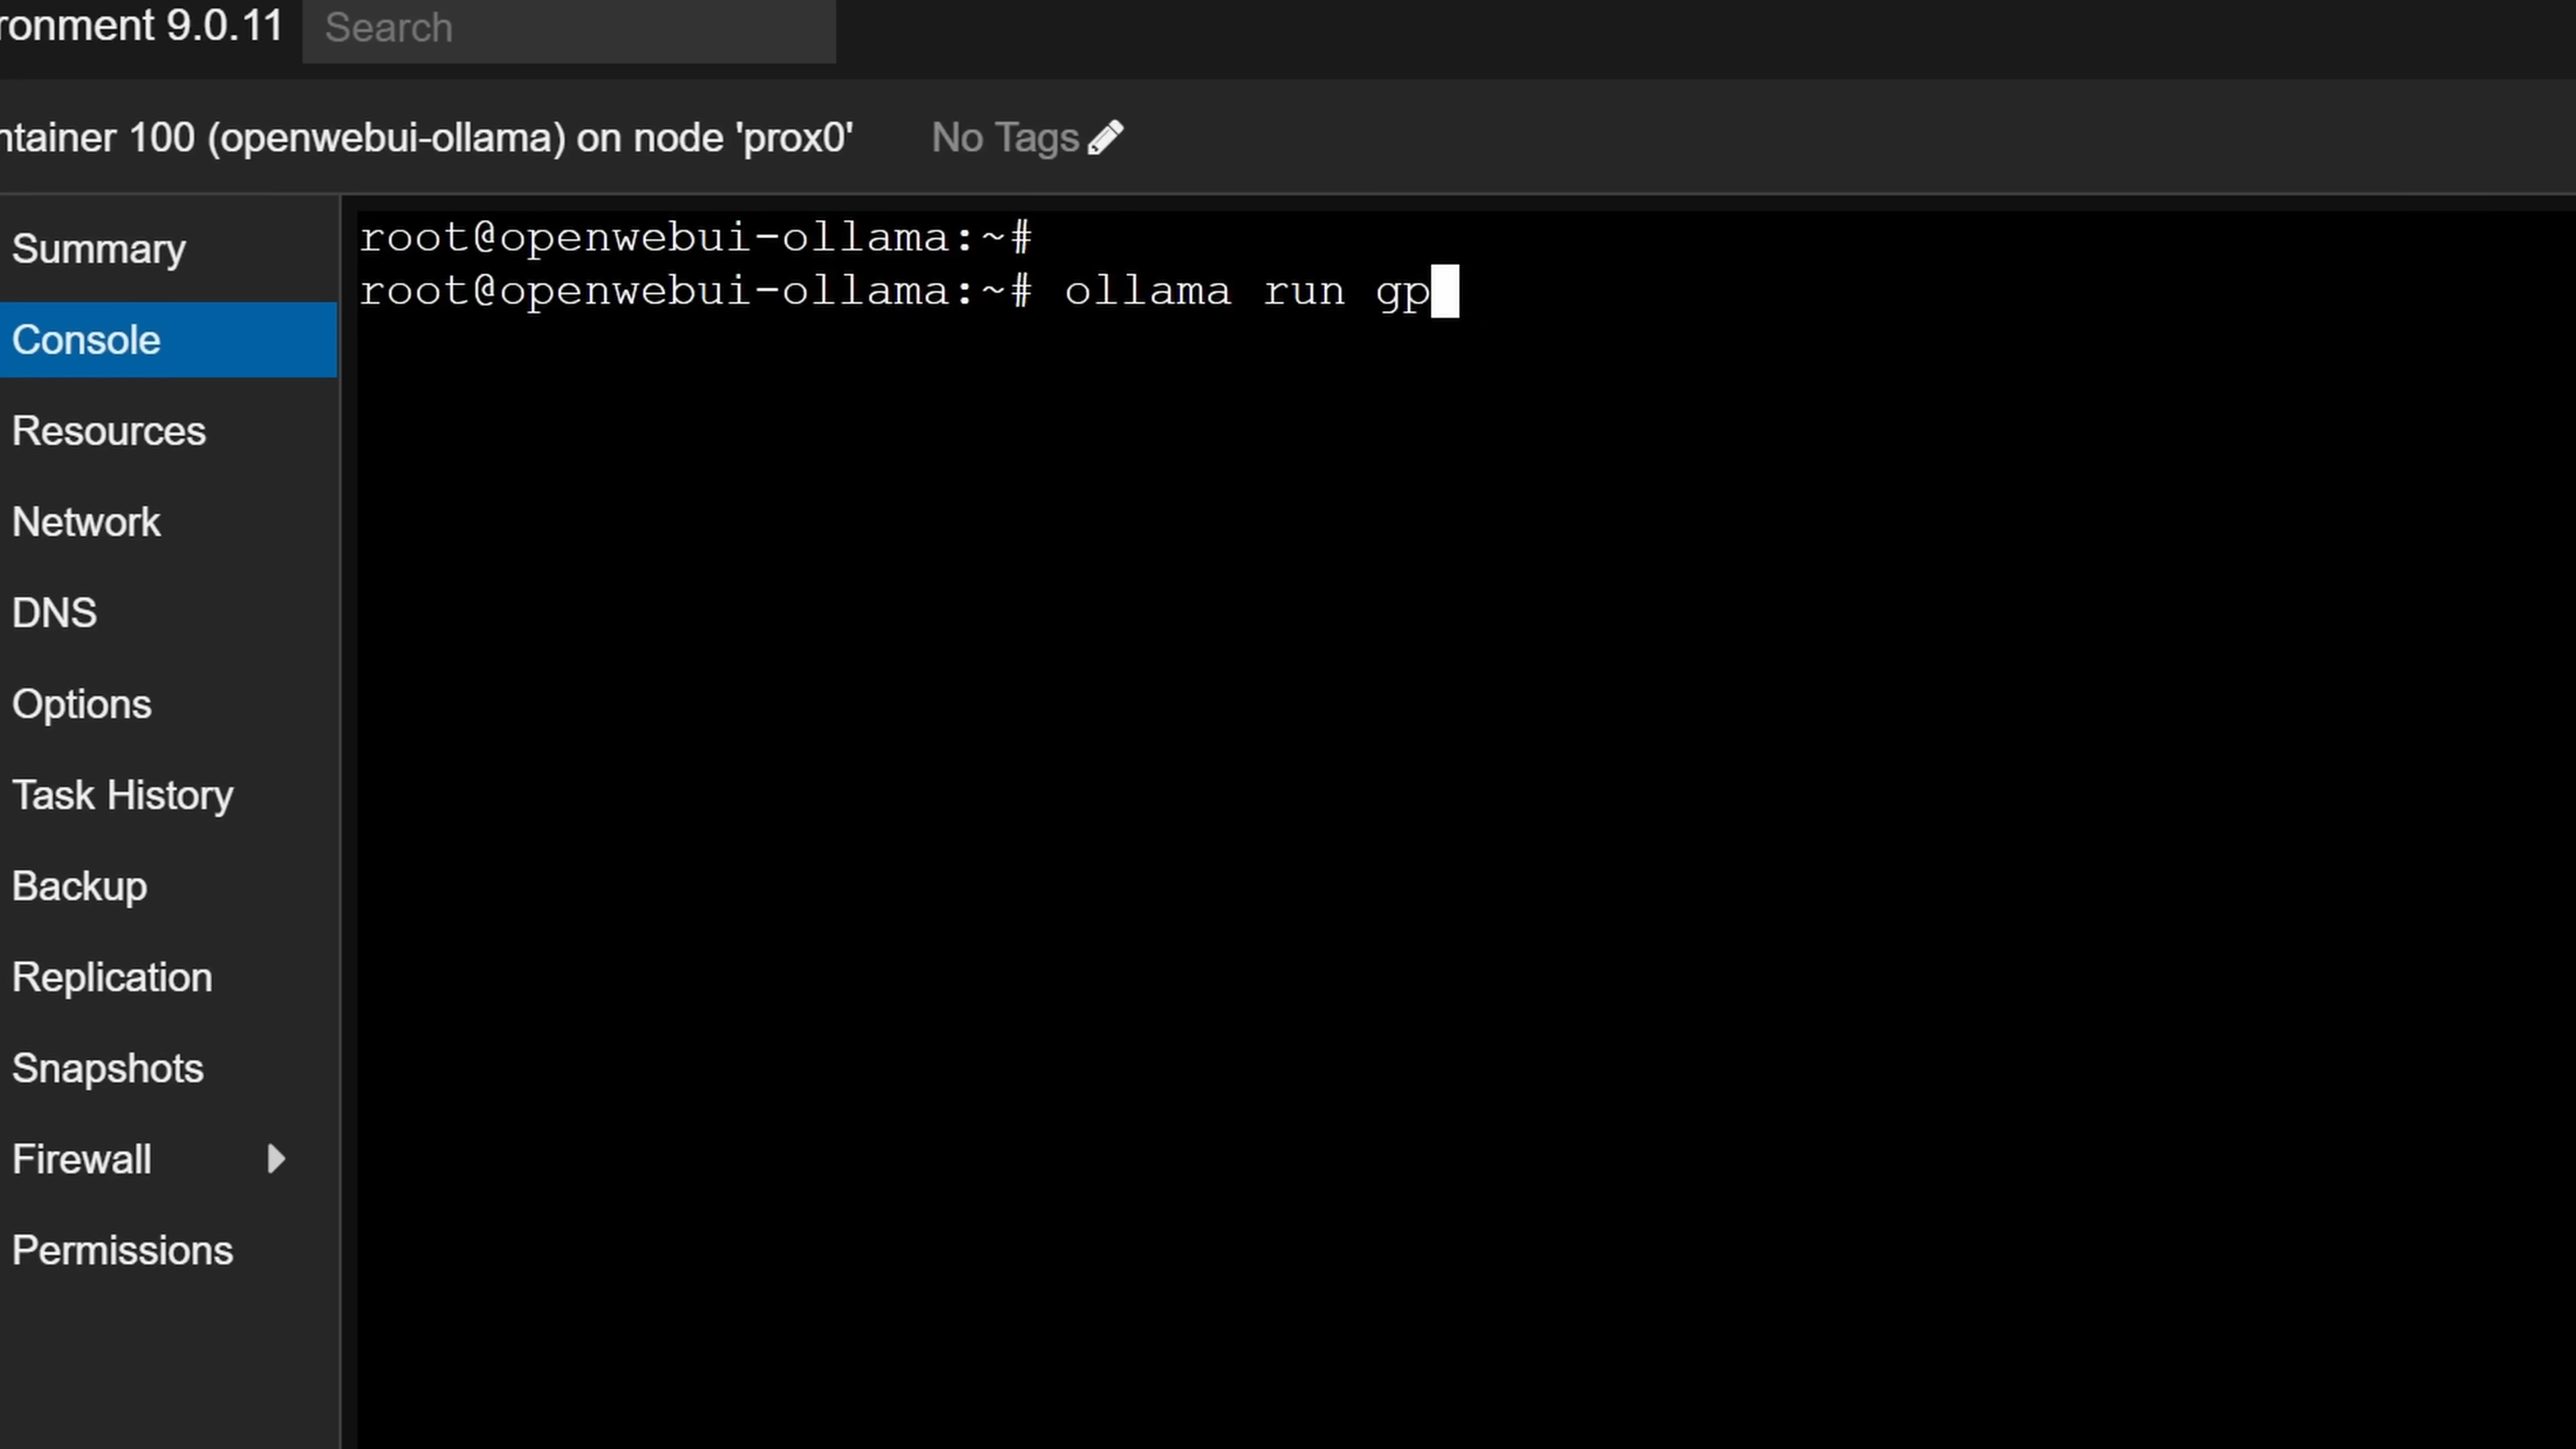 ronment 9.0.11
Search
ntainer 100 (openwebui-ollama) on node 'prox0'
No Tags
Summary
Console
Resources
Network
DNS
Options
Task History
Backup
Replication
Snapshots
Firewall
Permissions
root@openwebui-ollama:~#
root@openwebui-ollama:~# ollama run gp